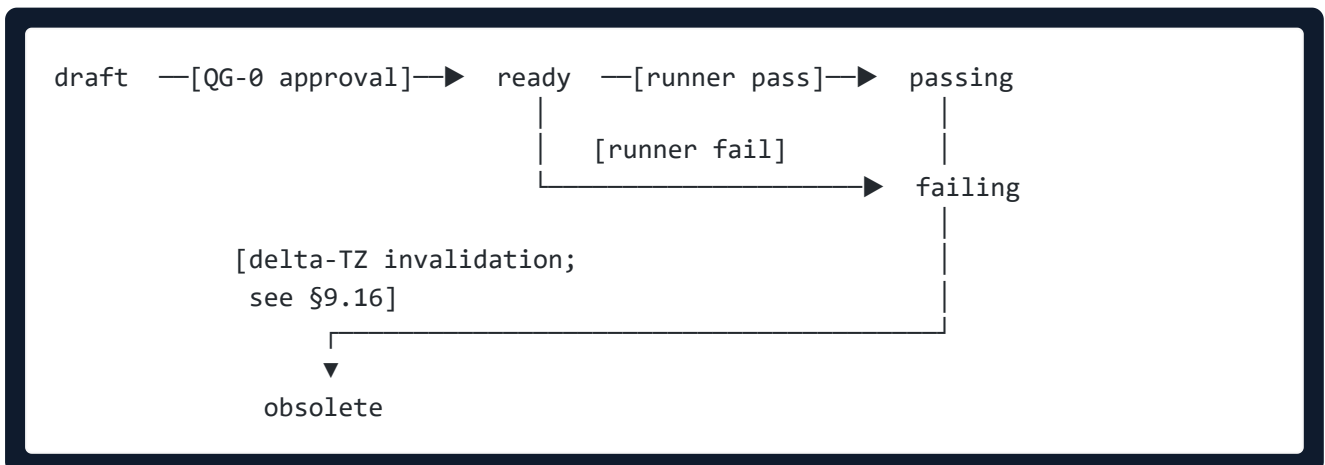 draft ──[QG-0 approval]──▶ ready ──[runner pass]──▶ passing
[runner fail]
failing
[delta-TZ invalidation;
see §9.16]
obsolete